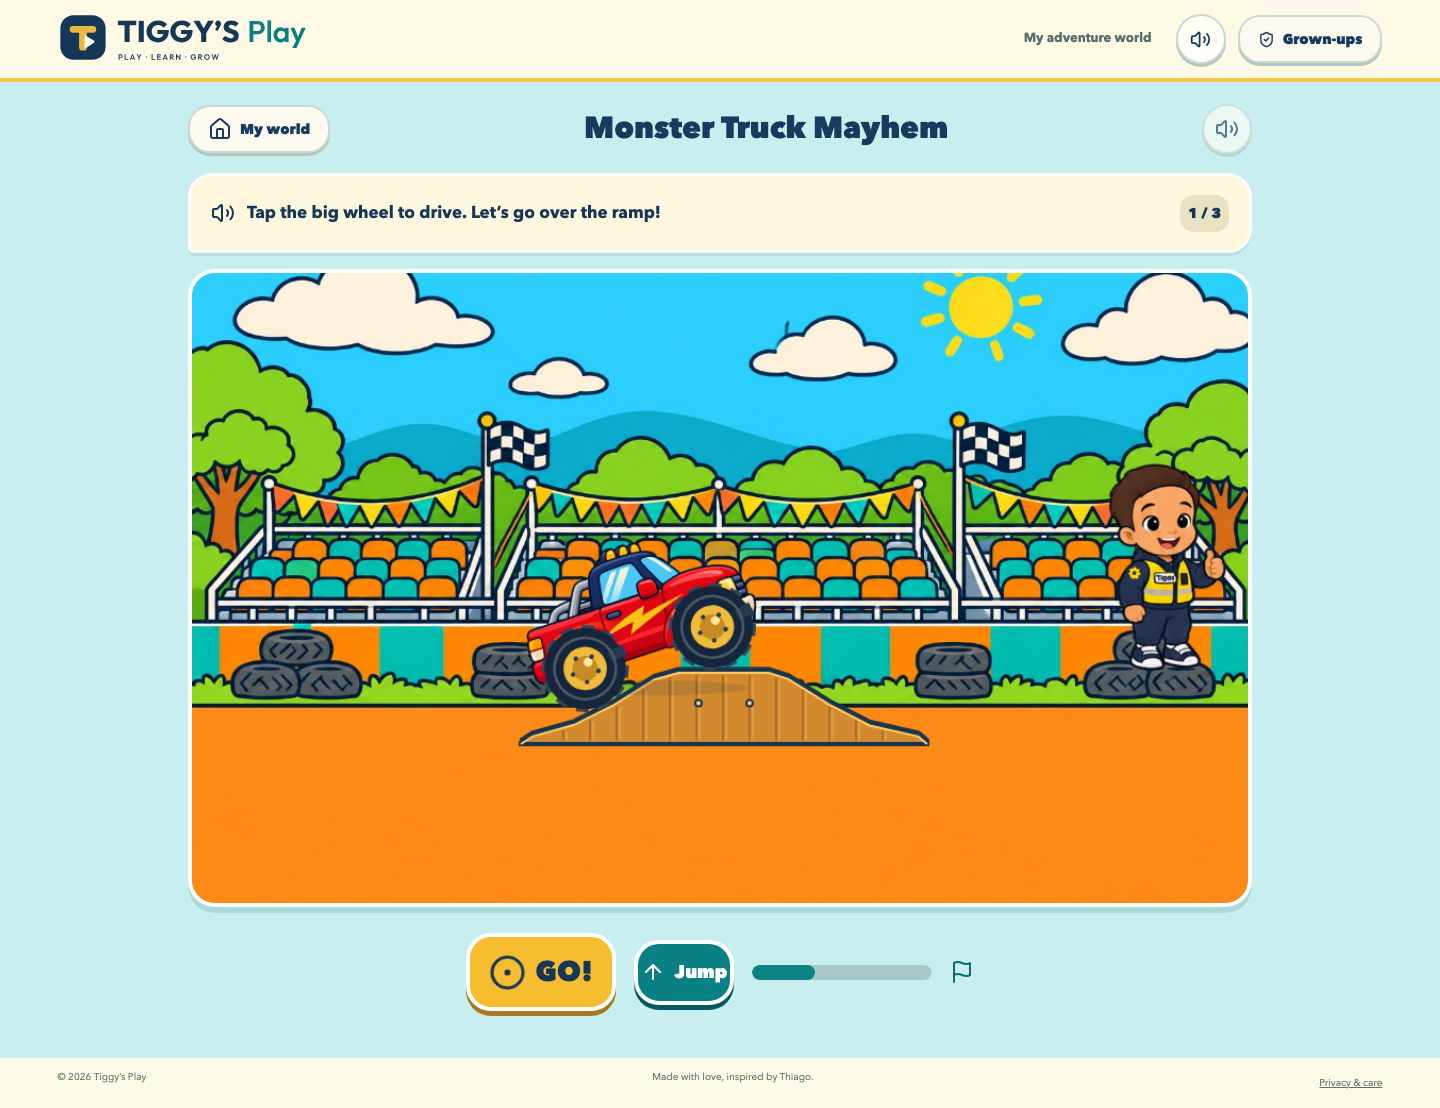 TIGGY'S Play
PLAY · LEARN · GROW
My adventure world
Grown-ups
My world
Monster Truck Mayhem
Tap the big wheel to drive. Let’s go over the ramp!
1 / 3
Tiggy
GO!
Jump
© 2026 Tiggy’s Play
Made with love, inspired by Thiago.
Privacy & care